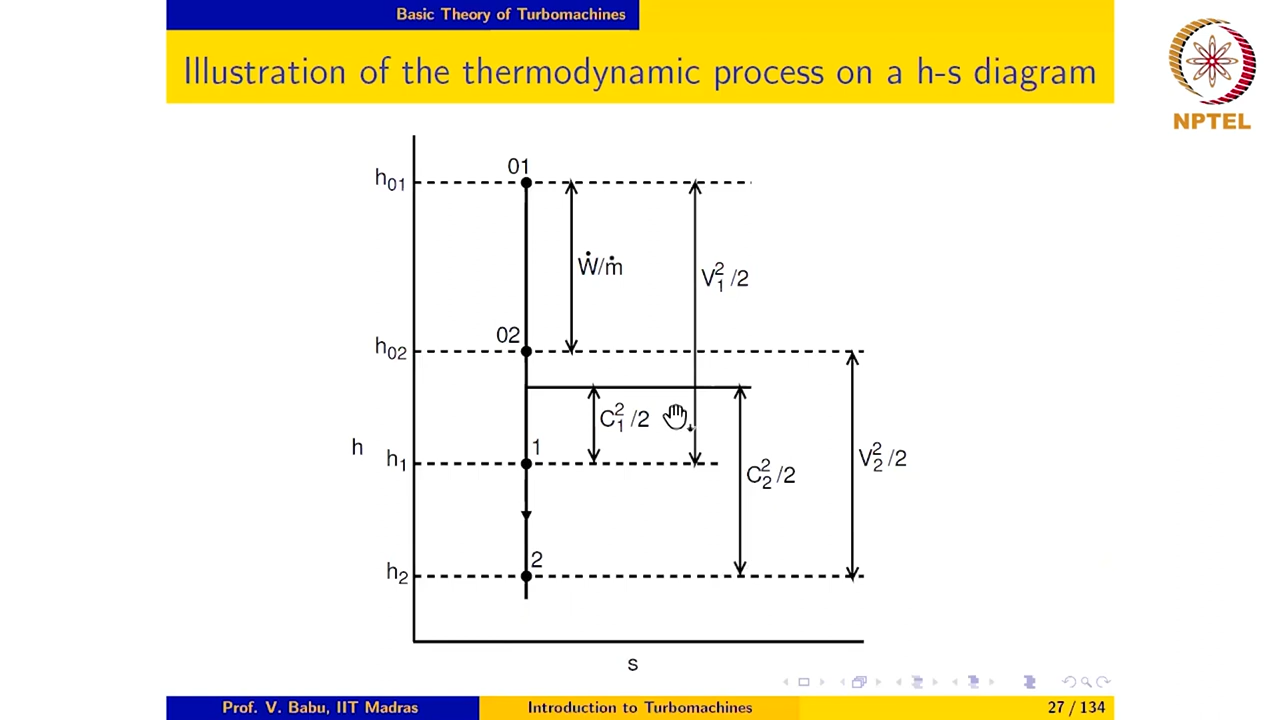 Basic Theory of Turbomachines
Illustration of the thermodynamic process on a h-s diagram
NPTEL
01
h₀₁
Ẇ/ṁ
V₁²/2
02
h₀₂
C₁²/2
h
1
h₁
C₂²/2
V₂²/2
2
h₂
s
Prof. V. Babu, IIT Madras
Introduction to Turbomachines
27 / 134